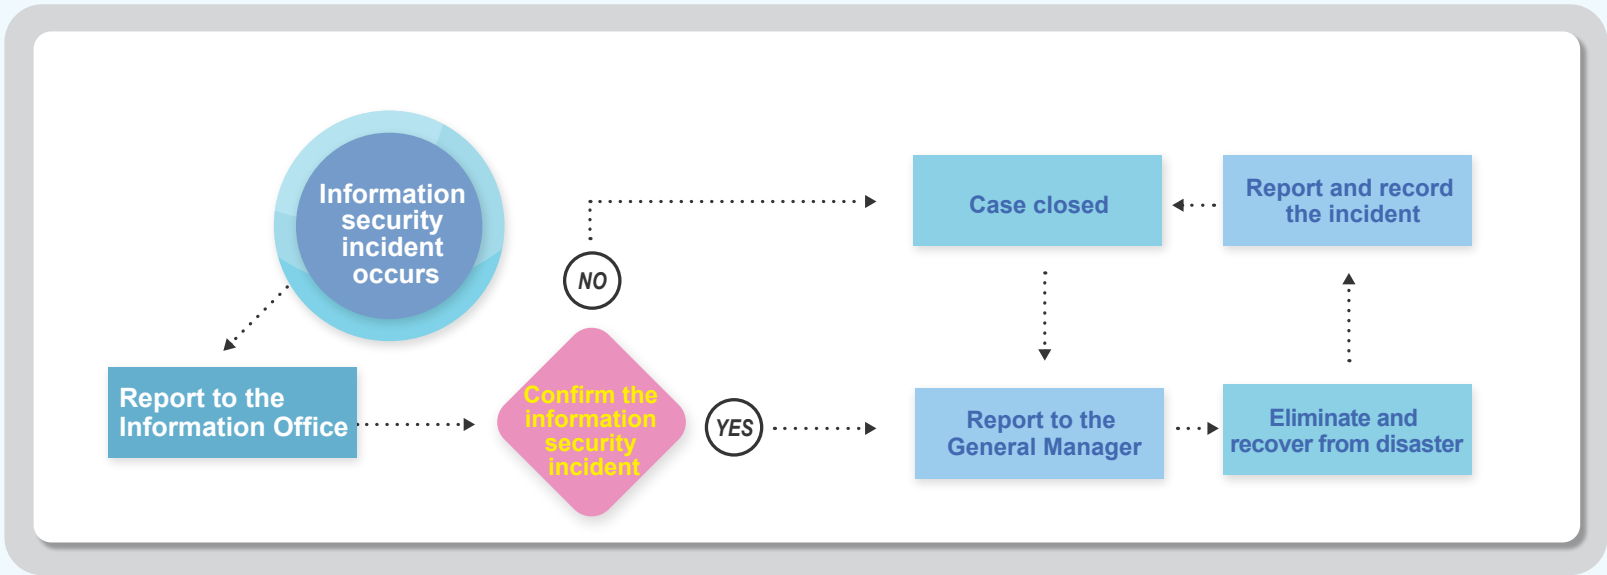 Information
security
incident
occurs
Report to the
Information Office
Confirm the
information
security
incident
NO
YES
Case closed
Report and record
the incident
Report to the
General Manager
Eliminate and
recover from disaster